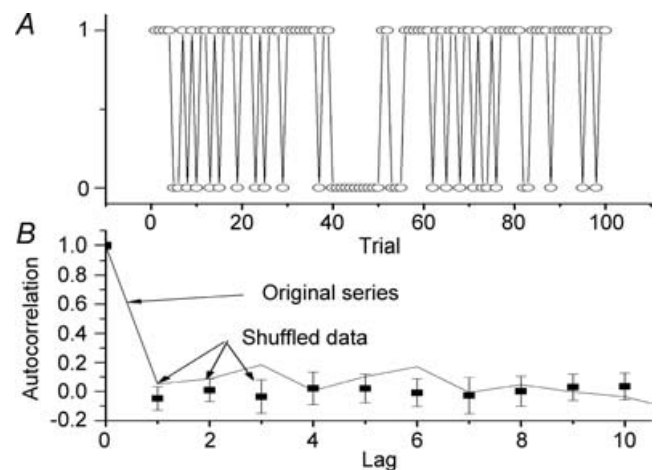 A
1
0
0 20 40 60 80 100 120
Trial
B
1.0
0.8
0.6
0.4
0.2
0.0
-0.2
Autocorrelation
Original series
Shuffled data
0 2 4 6 8 10
Lag